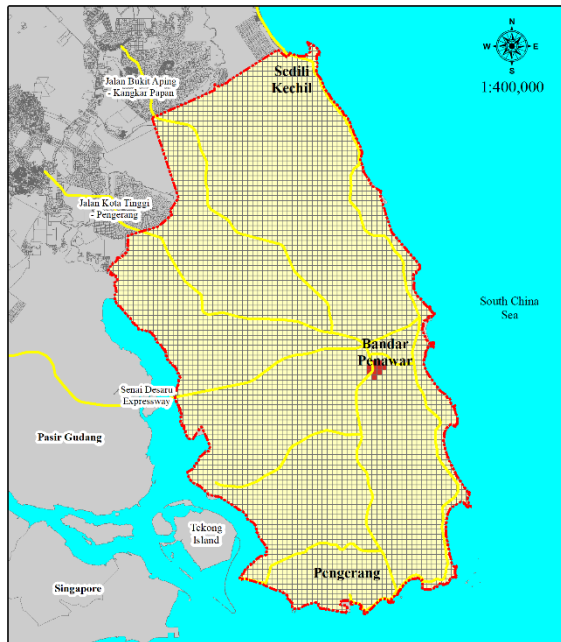 N
W E
S
1:400,000
Sedili
Kechil
Jalan Bukit Aping
- Kangkar Papan
Jalan Kota Tinggi
- Pengerang
South China
Sea
Bandar
Penawar
Senai Desaru
Expressway
Pasir Gudang
Tekong
Island
Pengerang
Singapore